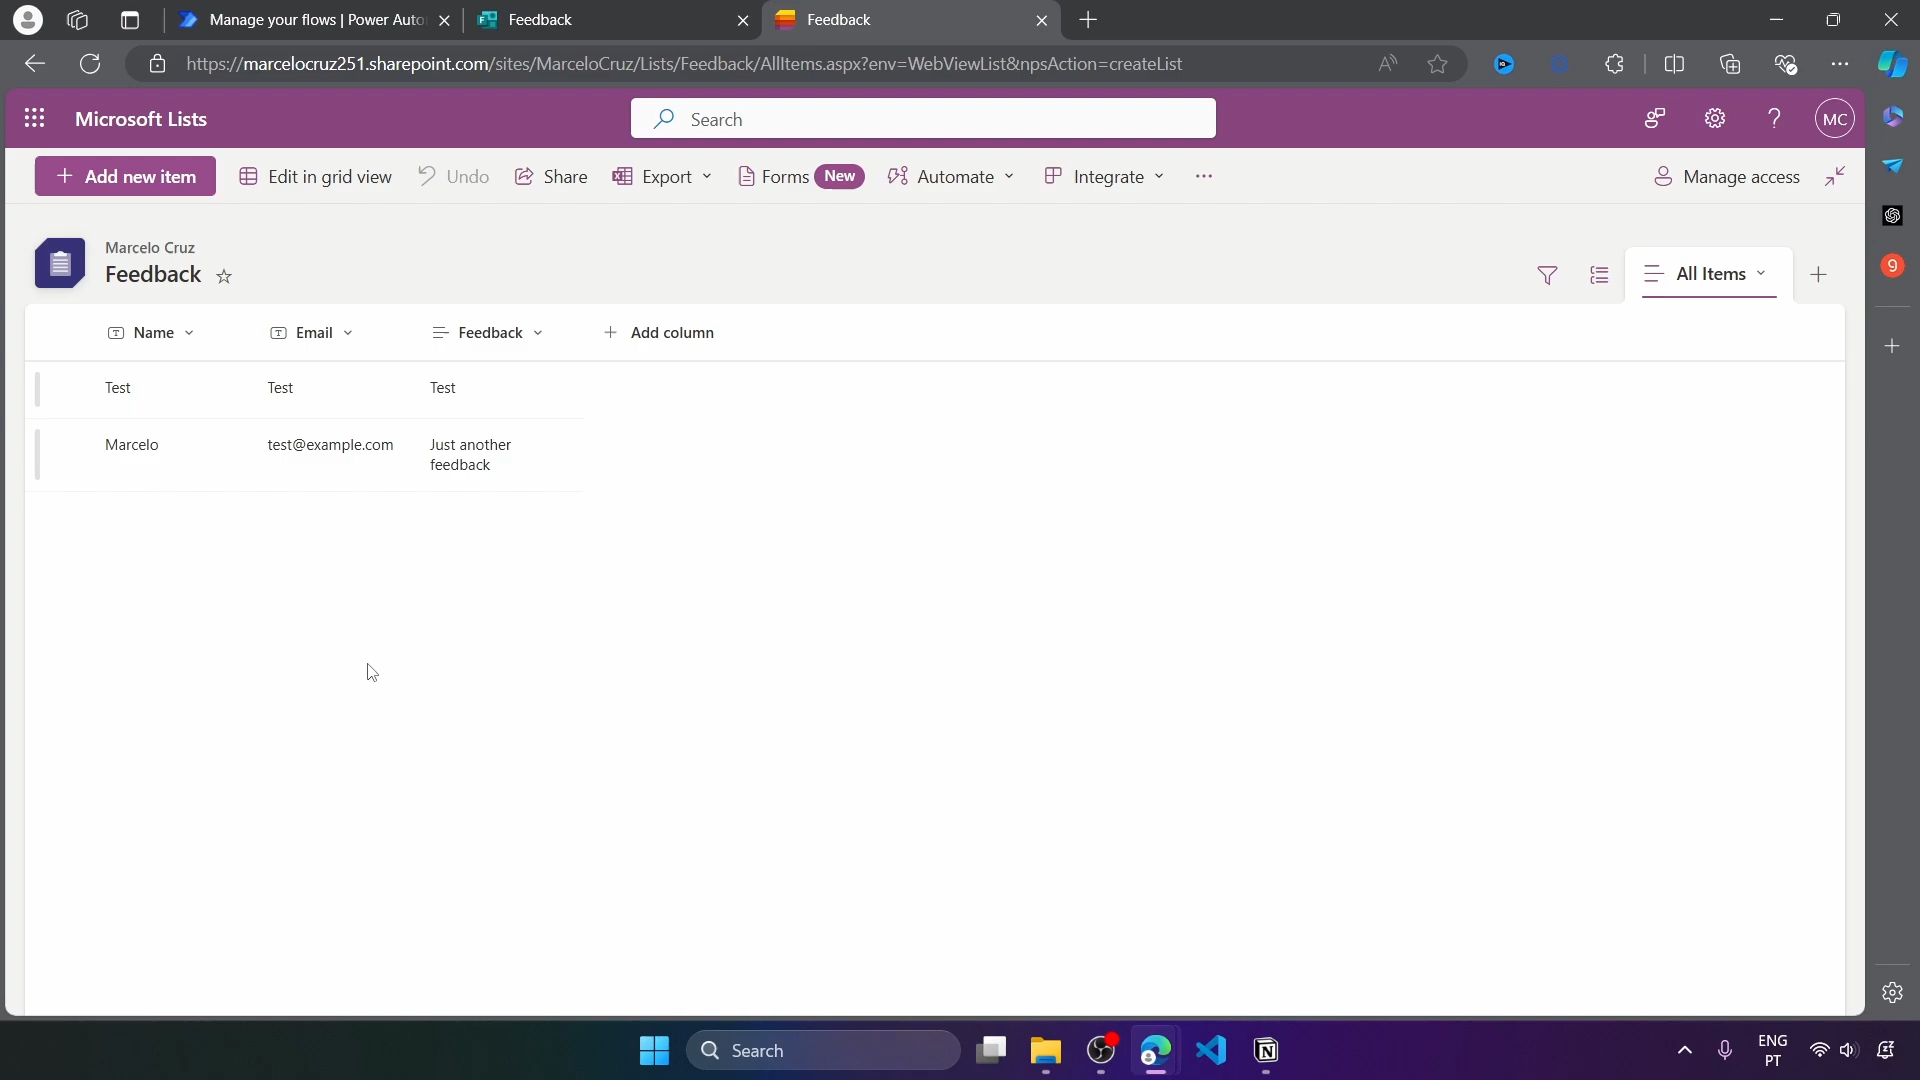 Manage your flows | Power Auto
Feedback
Feedback
https://marcelocruz251.sharepoint.com/sites/MarceloCruz/Lists/Feedback/AllItems.aspx?env=WebViewList&npsAction=createList
Microsoft Lists
Search
MC
Add new item
Edit in grid view
Undo
Share
Export
Forms New
Automate
Integrate
Manage access
Marcelo Cruz
Feedback
All Items
9
Name
Email
Feedback
Add column
Test
Test
Test
Marcelo
test@example.com
Just another
feedback
Search
ENG
PT